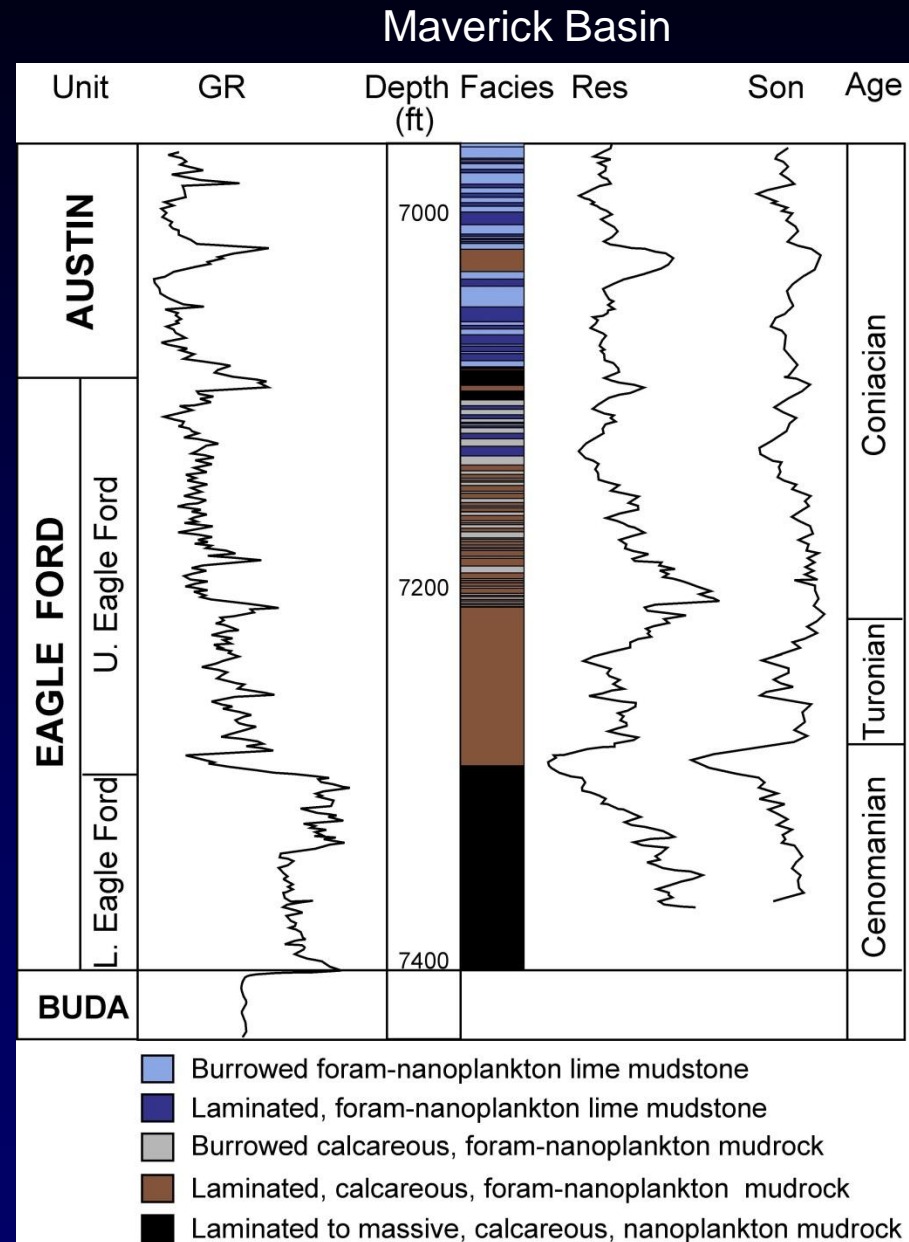 Maverick Basin
Unit GR Depth (ft) Facies Res Son Age
AUSTIN
EAGLE FORD
U. Eagle Ford
L. Eagle Ford
BUDA
7000
7200
7400
Coniacian
Turonian
Cenomanian
Burrowed foram-nanoplankton lime mudstone
Laminated, foram-nanoplankton lime mudstone
Burrowed calcareous, foram-nanoplankton mudrock
Laminated, calcareous, foram-nanoplankton mudrock
Laminated to massive, calcareous, nanoplankton mudrock